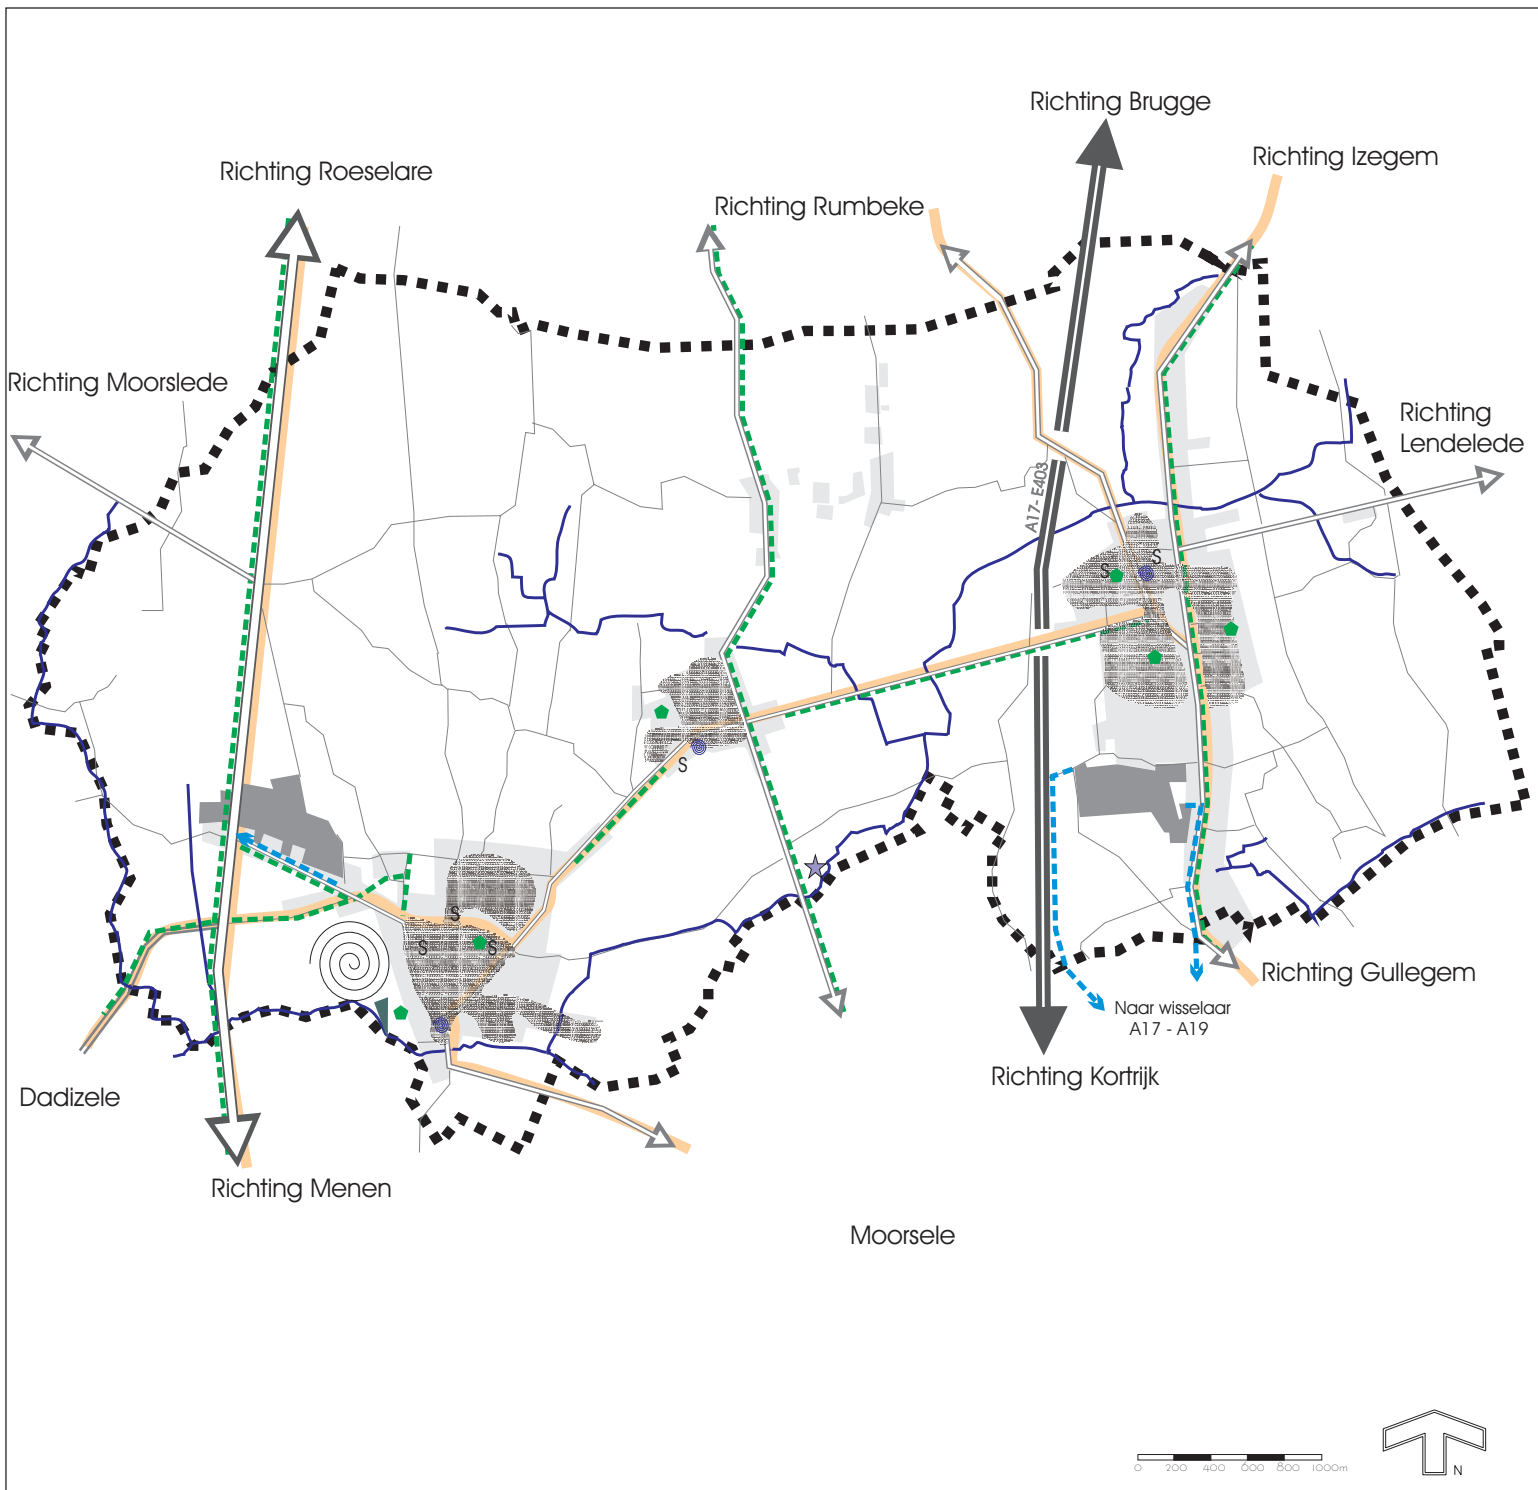 Richting Brugge
Richting Izegem
Richting Roeselare
Richting Rumbeke
Richting Moorslede
Richting
Lendelede
A17- E403
S
S
S
S
S
S
Richting Gullegem
Naar wisselaar
A17 - A19
Richting Kortrijk
Dadizele
Richting Menen
Moorsele
0 200 400 600 800 1000m
N